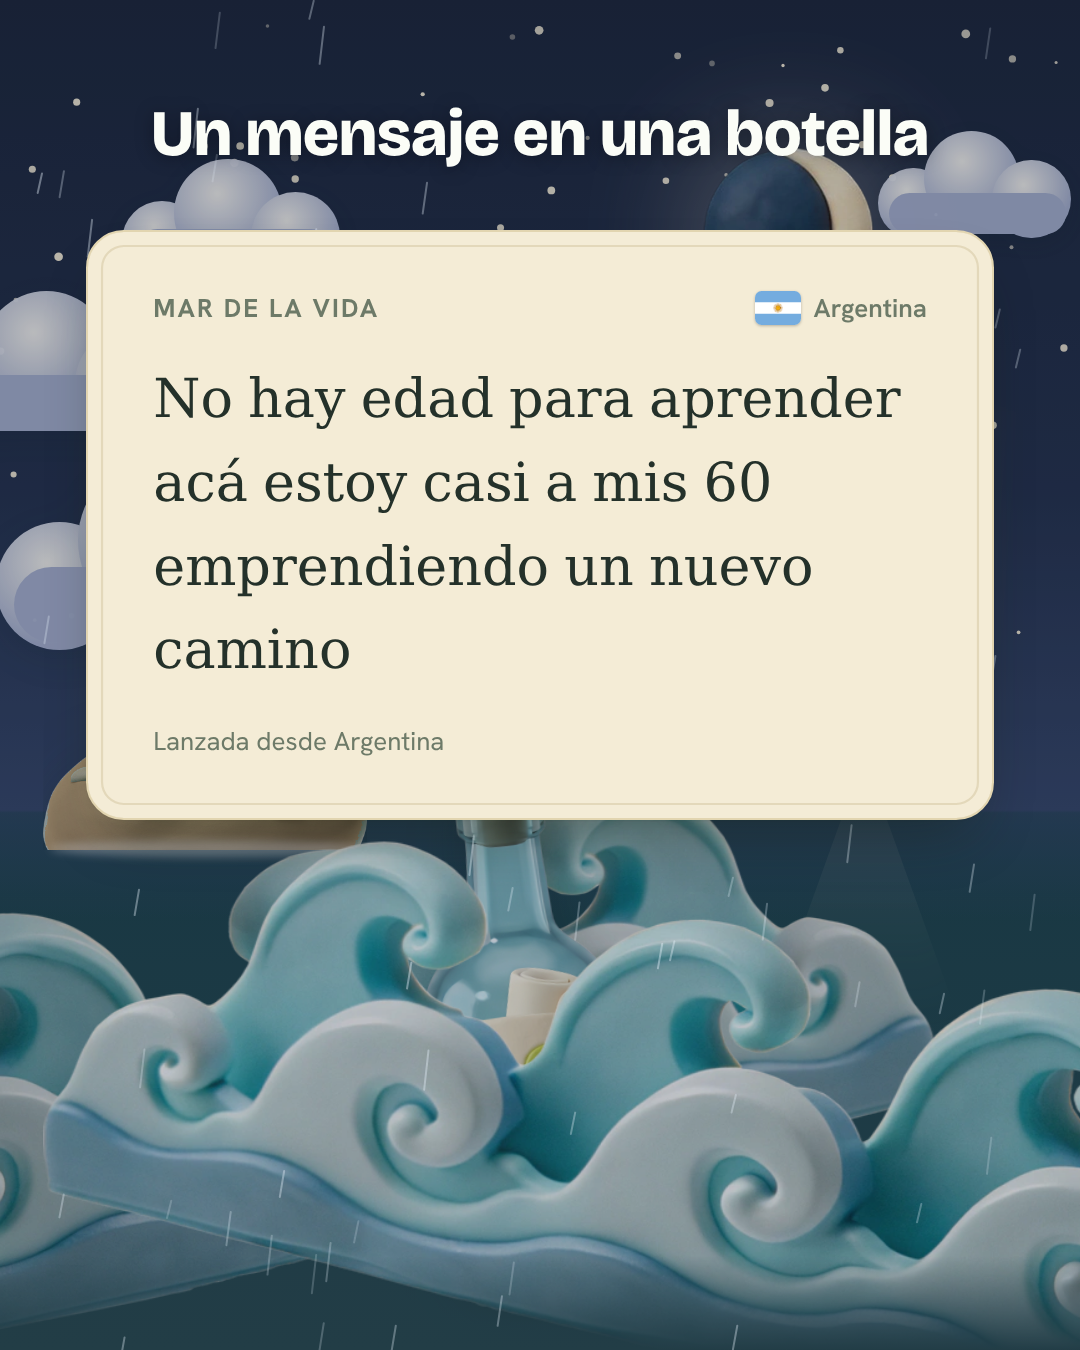 Un mensaje en una botella
MAR DE LA VIDA
Argentina
No hay edad para aprender
acá estoy casi a mis 60
emprendiendo un nuevo
camino
Lanzada desde Argentina